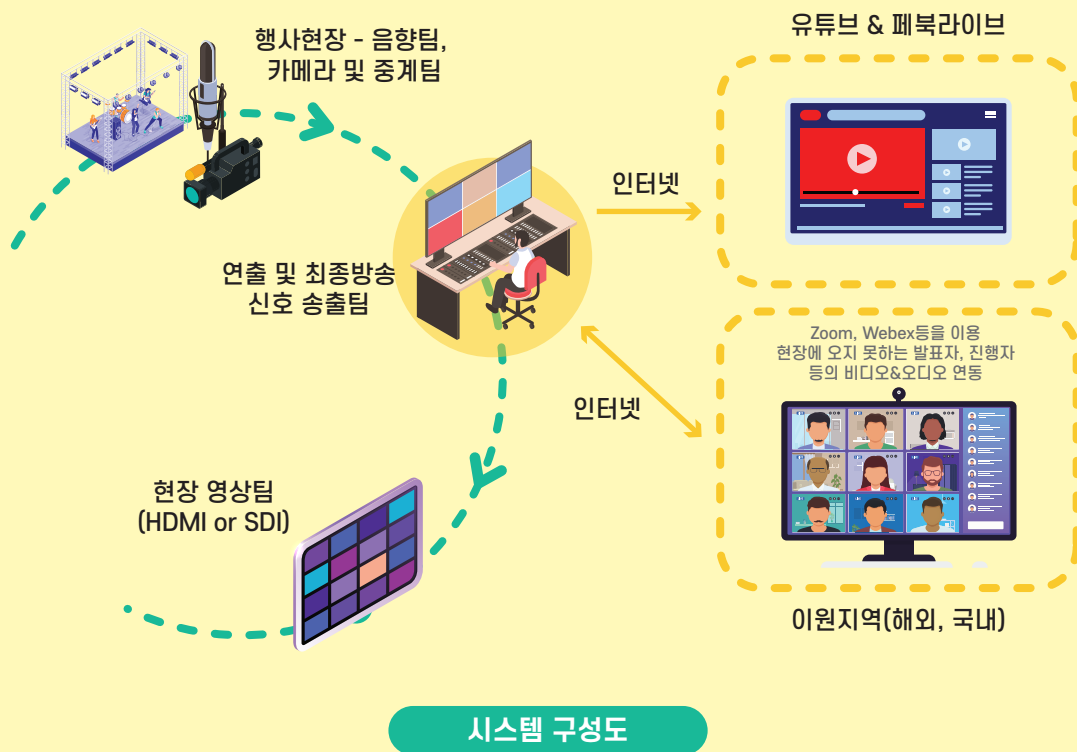 행사현장 - 음향팀,
카메라 및 중계팀
유튜브 & 페북라이브
인터넷
연출 및 최종방송
신호 송출팀
Zoom, Webex등을 이용
현장에 오지 못하는 발표자, 진행자
등의 비디오&오디오 연동
인터넷
현장 영상팀
(HDMI or SDI)
이원지역(해외, 국내)
시스템 구성도